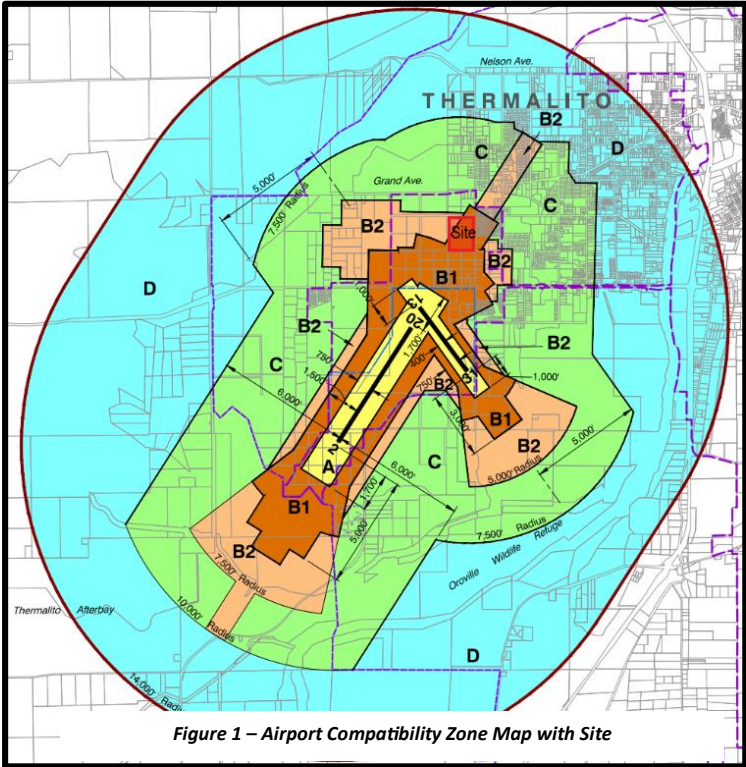 Nelson Ave.
THERMALITO
B2
C
D
5,000'
Grand Ave.
7,500' Radius
C
B2
Site
B2
B1
D
1,000'
13
20
B2
1,700'
B2
C
750'
400'
1,500'
B2
750'
31
1,000'
6,000'
3,000'
B1
2
B2
5,000'
A
C
6,000'
5,000' Radius
1,700'
B1
5,000'
7,500' Radius
Oroville Wildlife Refuge
B2
7,500' Radius
10,000' Radius
Thermalito Afterbay
D
14,000' Radiu
Figure 1 – Airport Compatibility Zone Map with Site